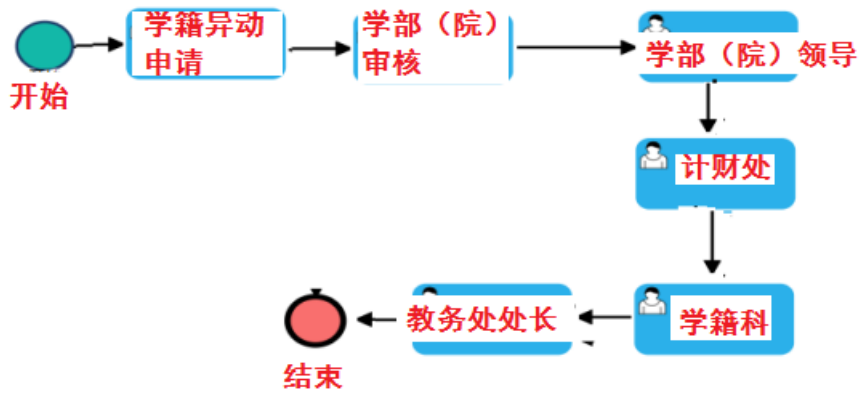 开始
学籍异动
申请
学部（院）
审核
学部（院）领导
计财处
学籍科
教务处处长
结束